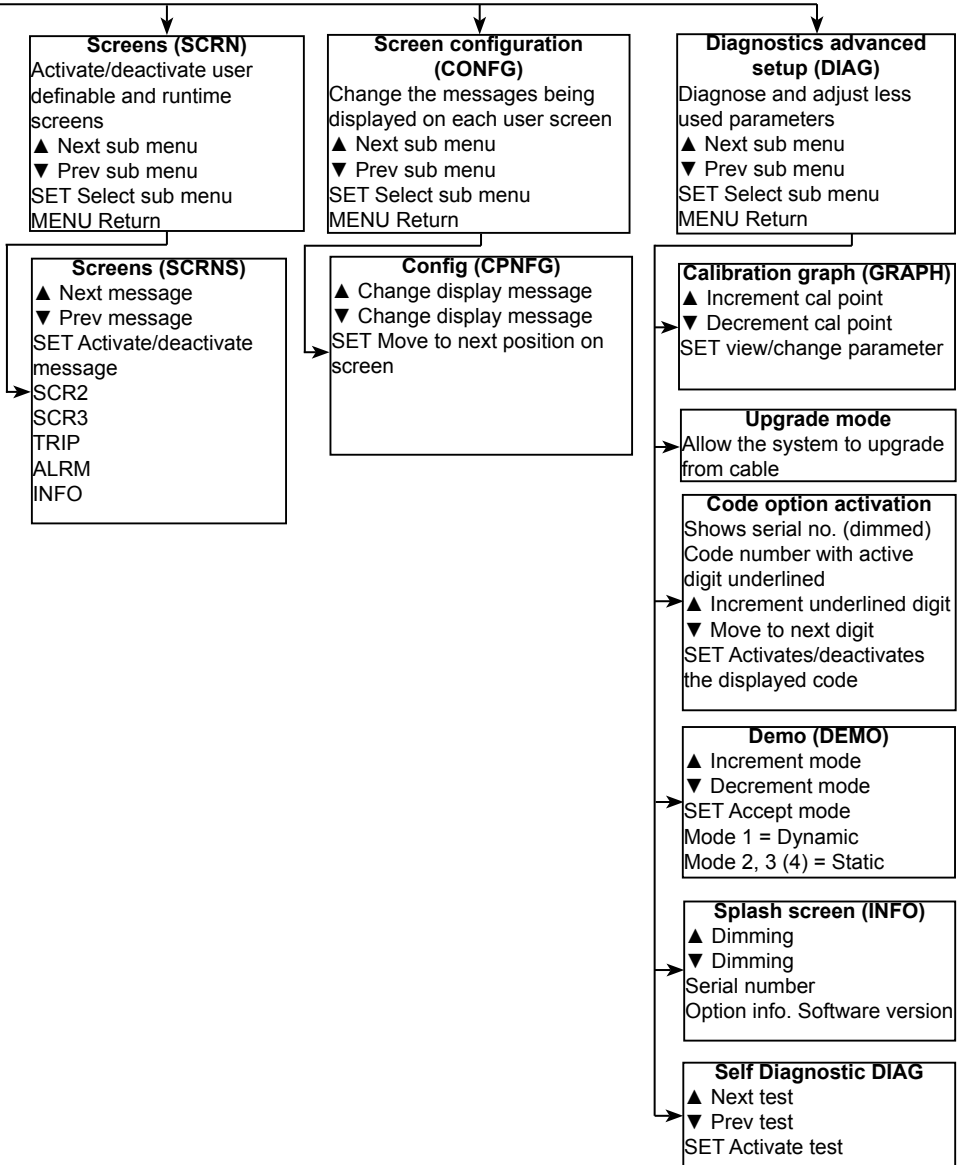 Screens (SCRN)
Activate/deactivate user
definable and runtime
screens
▲ Next sub menu
▼ Prev sub menu
SET Select sub menu
MENU Return
Screen configuration
(CONFG)
Change the messages being
displayed on each user screen
▲ Next sub menu
▼ Prev sub menu
SET Select sub menu
MENU Return
Diagnostics advanced
setup (DIAG)
Diagnose and adjust less
used parameters
▲ Next sub menu
▼ Prev sub menu
SET Select sub menu
MENU Return
Screens (SCRNS)
▲ Next message
▼ Prev message
SET Activate/deactivate
message
SCR2
SCR3
TRIP
ALRM
INFO
Config (CPNFG)
▲ Change display message
▼ Change display message
SET Move to next position on
screen
Calibration graph (GRAPH)
▲ Increment cal point
▼ Decrement cal point
SET view/change parameter
Upgrade mode
Allow the system to upgrade
from cable
Code option activation
Shows serial no. (dimmed)
Code number with active
digit underlined
▲ Increment underlined digit
▼ Move to next digit
SET Activates/deactivates
the displayed code
Demo (DEMO)
▲ Increment mode
▼ Decrement mode
SET Accept mode
Mode 1 = Dynamic
Mode 2, 3 (4) = Static
Splash screen (INFO)
▲ Dimming
▼ Dimming
Serial number
Option info. Software version
Self Diagnostic DIAG
▲ Next test
▼ Prev test
SET Activate test